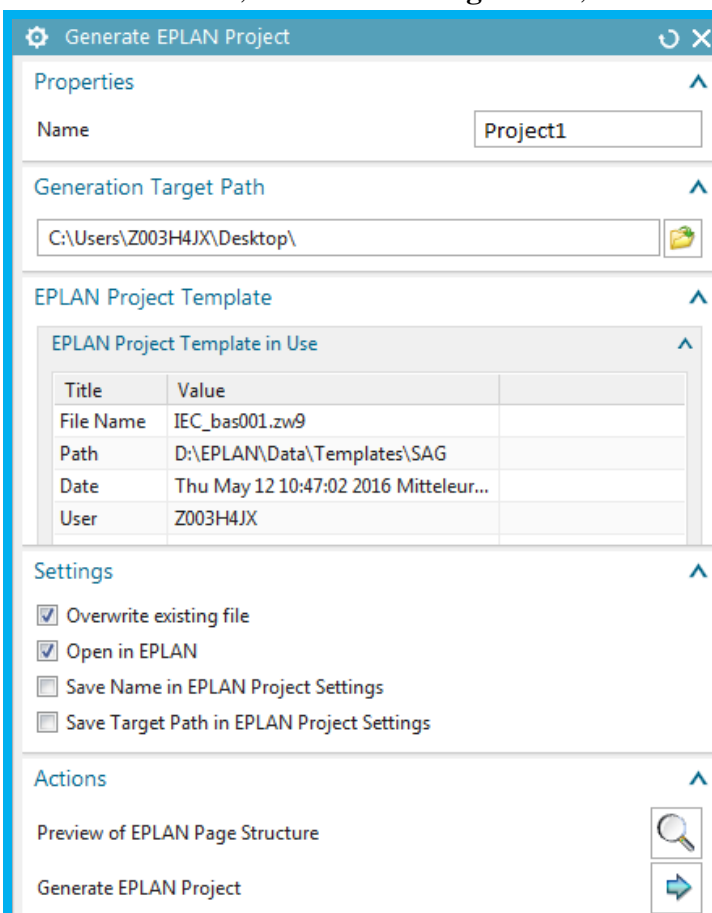 Generate EPLAN Project
Properties
Name Project1
Generation Target Path
C:\Users\Z003H4JX\Desktop\
EPLAN Project Template
EPLAN Project Template in Use
Title Value
File Name IEC_bas001.zw9
Path D:\EPLAN\Data\Templates\SAG
Date Thu May 12 10:47:02 2016 Mitteleur...
User Z003H4JX
Settings
Overwrite existing file
Open in EPLAN
Save Name in EPLAN Project Settings
Save Target Path in EPLAN Project Settings
Actions
Preview of EPLAN Page Structure
Generate EPLAN Project